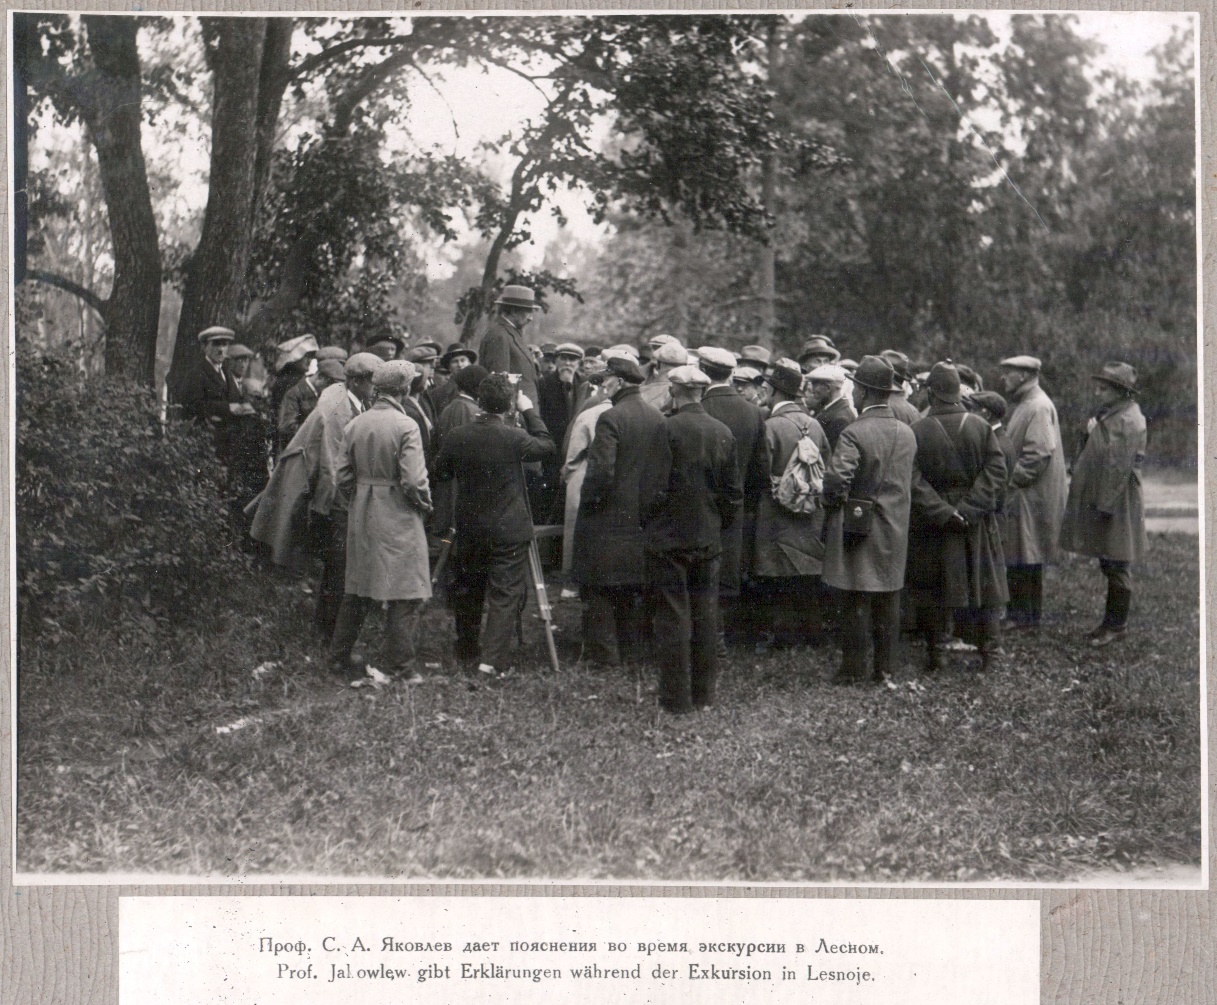 Проф. С. А. Яковлев дает пояснения во время экскурсии в Лесном.
Prof. Jakowlew gibt Erklärungen während der Exkursion in Lesnoje.